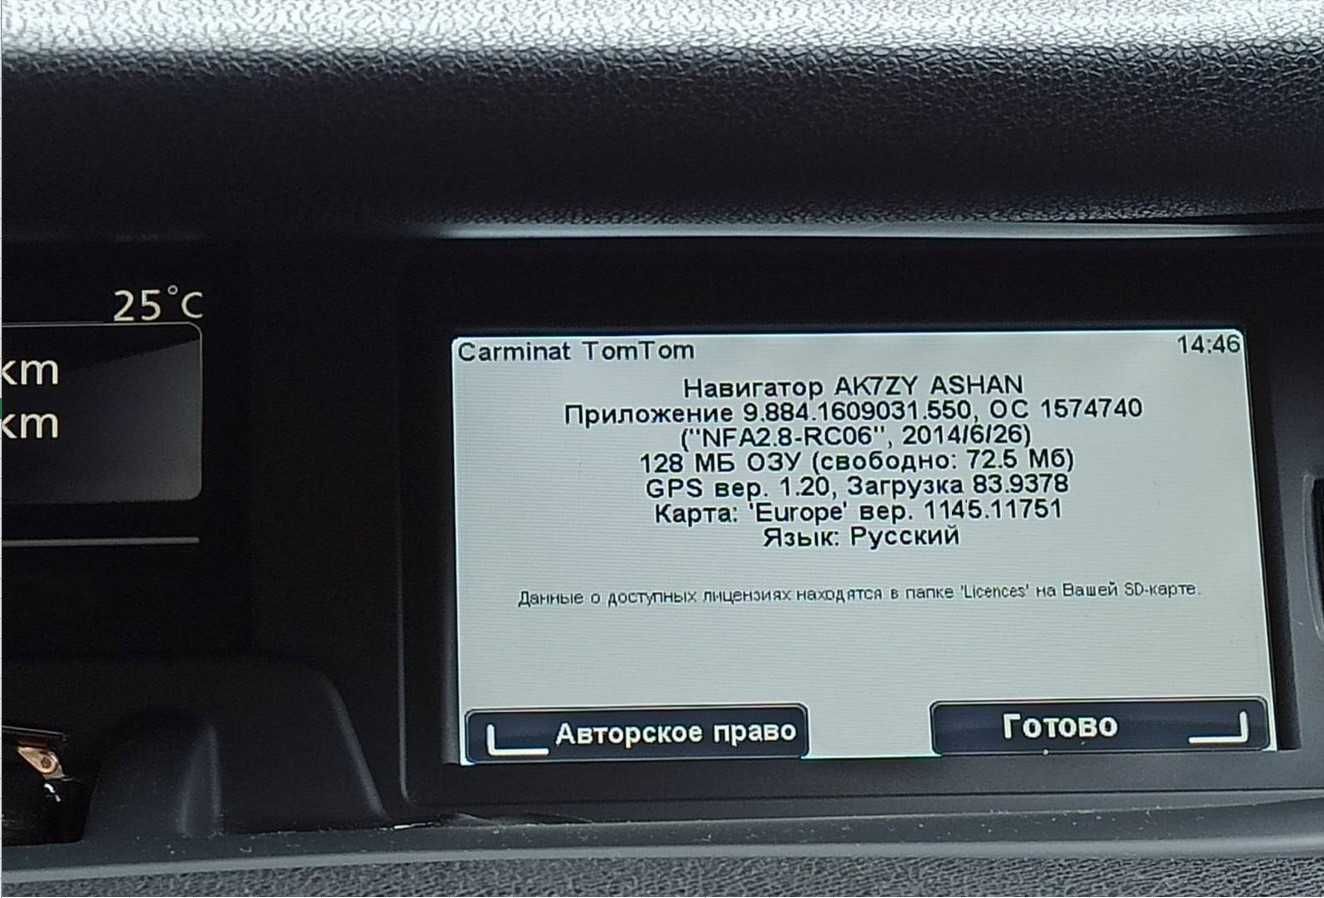 25°C
km
km
Carminat TomTom
14:46
Навигатор AK7ZY ASHAN
Приложение 9.884.1609031.550, ОС 1574740
("NFA2.8-RC06", 2014/6/26)
128 МБ ОЗУ (свободно: 72.5 Мб)
GPS вер. 1.20, Загрузка 83.9378
Карта: 'Europe' вер. 1145.11751
Язык: Русский
Данные о доступных лицензиях находятся в папке 'Licences' на Вашей SD-карте.
Авторское право
Готово